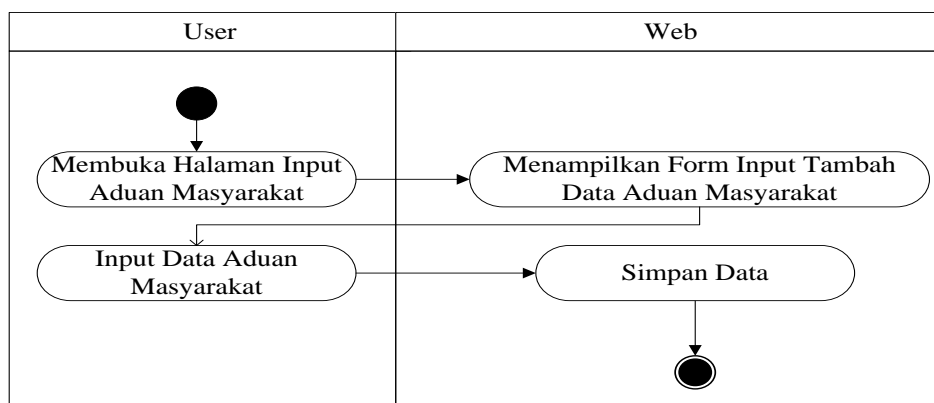 User
Web
Membuka Halaman Input
Aduan Masyarakat
Menampilkan Form Input Tambah
Data Aduan Masyarakat
Input Data Aduan
Masyarakat
Simpan Data